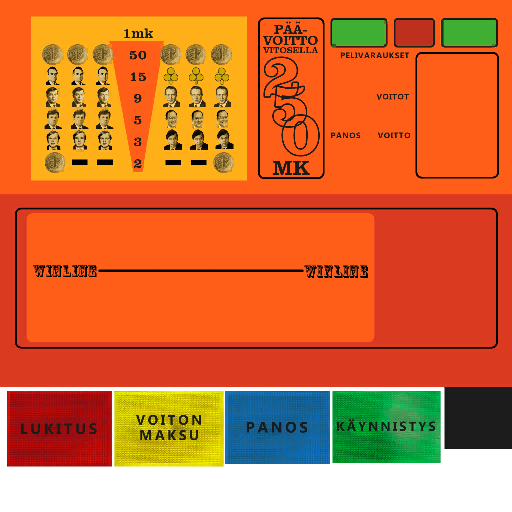 1mk
50
15
9
5
3
2
PÄÄ-
VOITTO
VITOSELLA
250
MK
PELIVARAUKSET
VOITOT
PANOS VOITTO
WINLINE WINLINE
LUKITUS
VOITON
MAKSU
PANOS
KÄYNNISTYS